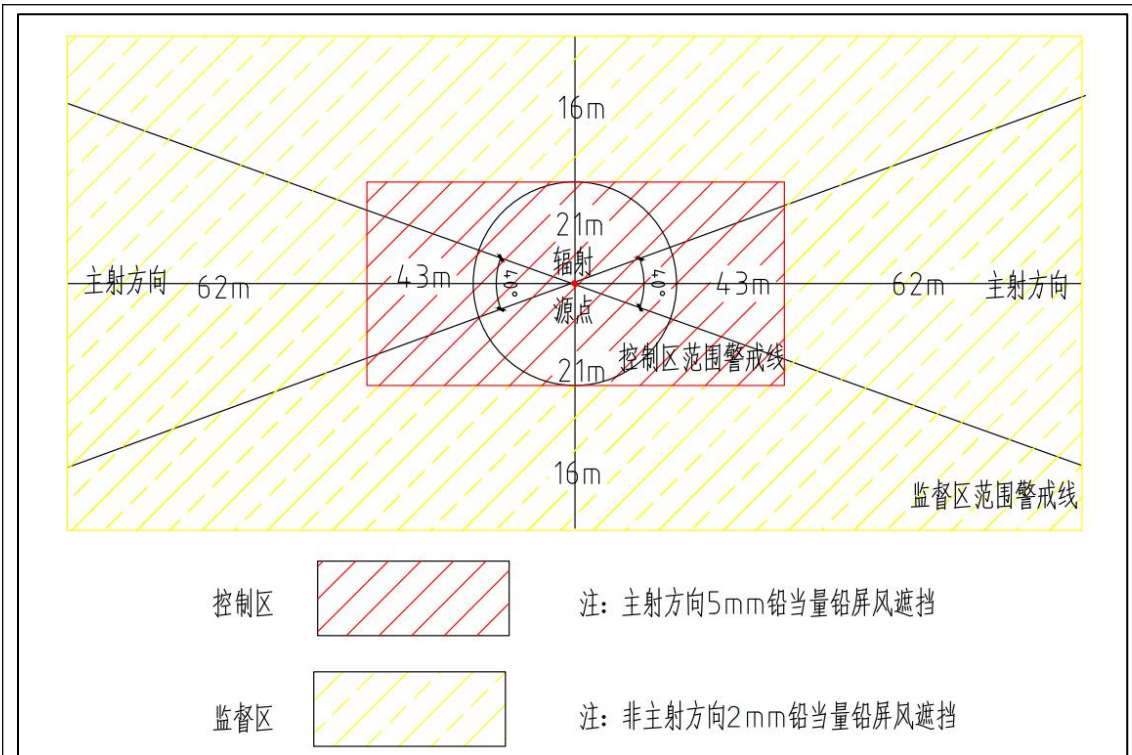 16m
21m
辐射
主射方向
62m
43m
40°
40°
43m
62m
主射方向
源点
控制区范围警戒线
21m
16m
监督区范围警戒线
控制区
注：主射方向5mm铅当量铅屏风遮挡
监督区
注：非主射方向2mm铅当量铅屏风遮挡